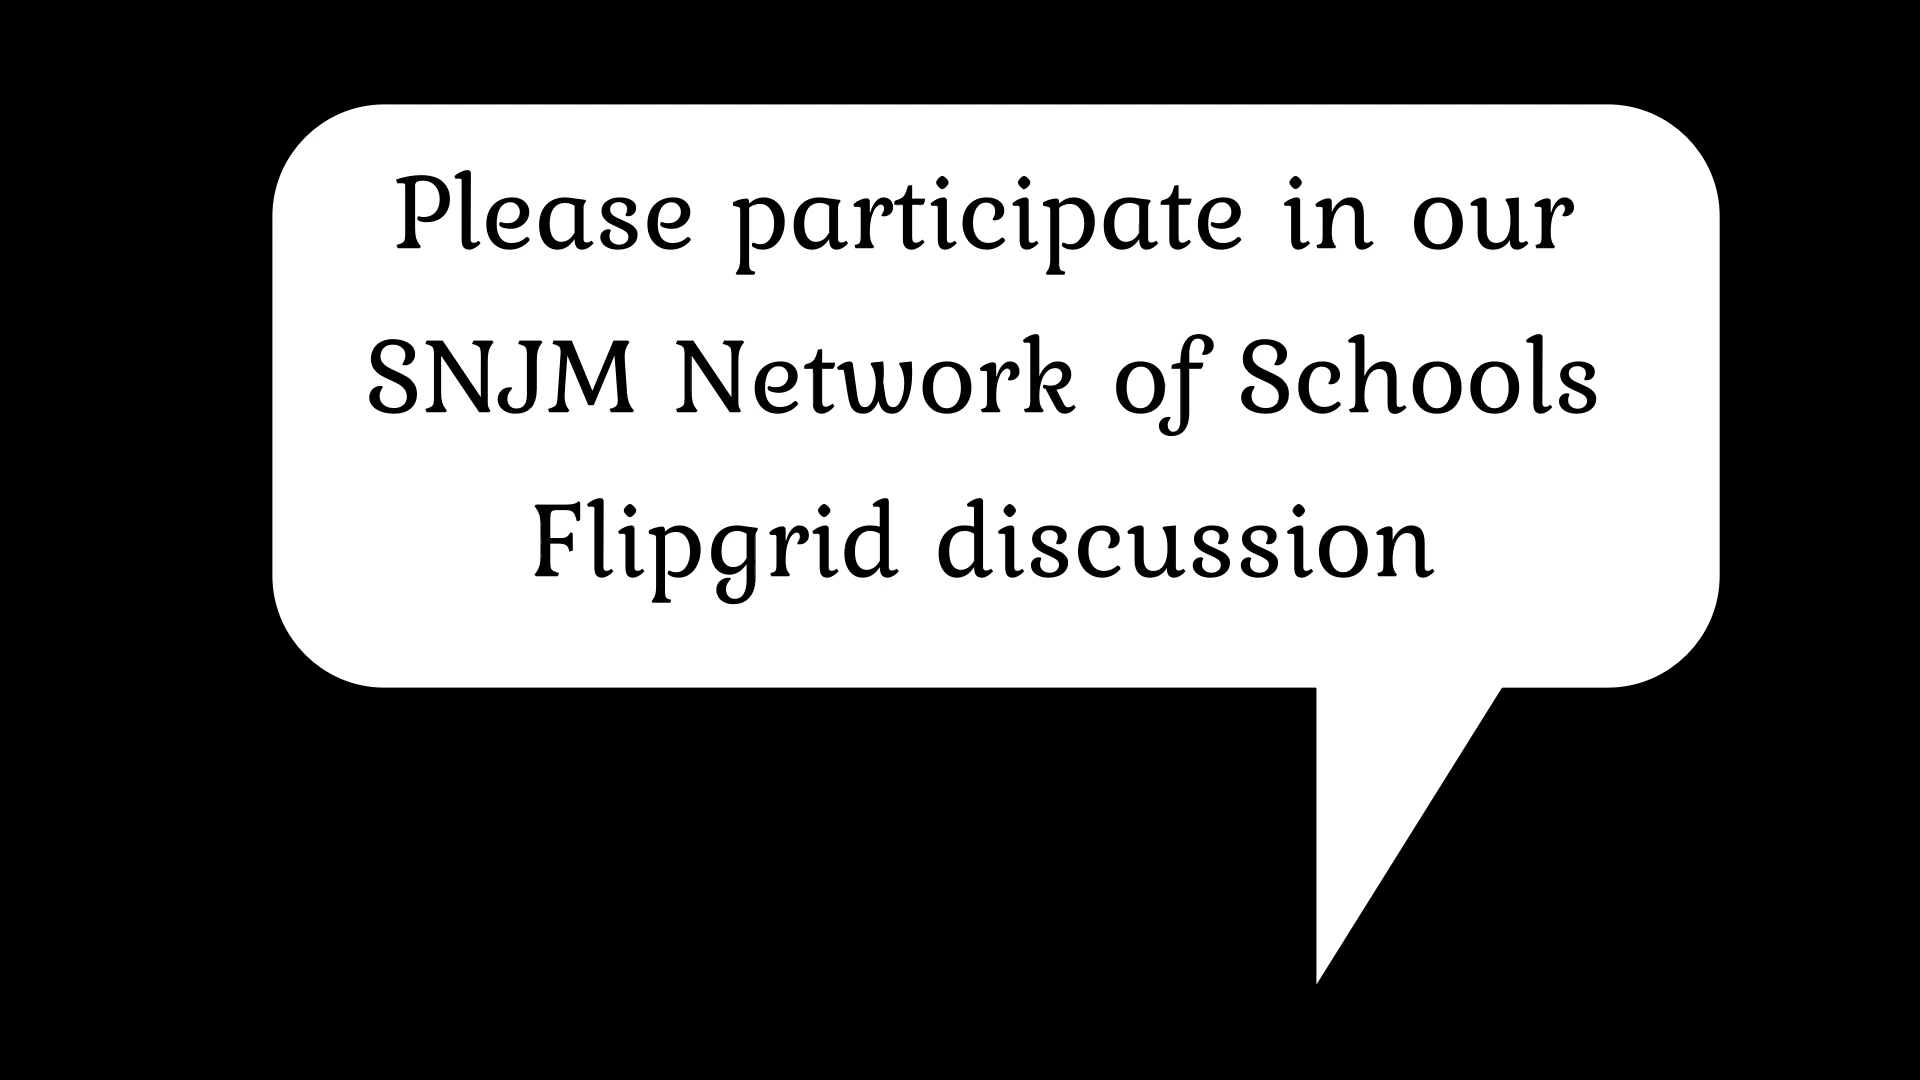 Please participate in our
SNJM Network of Schools
Flipgrid discussion